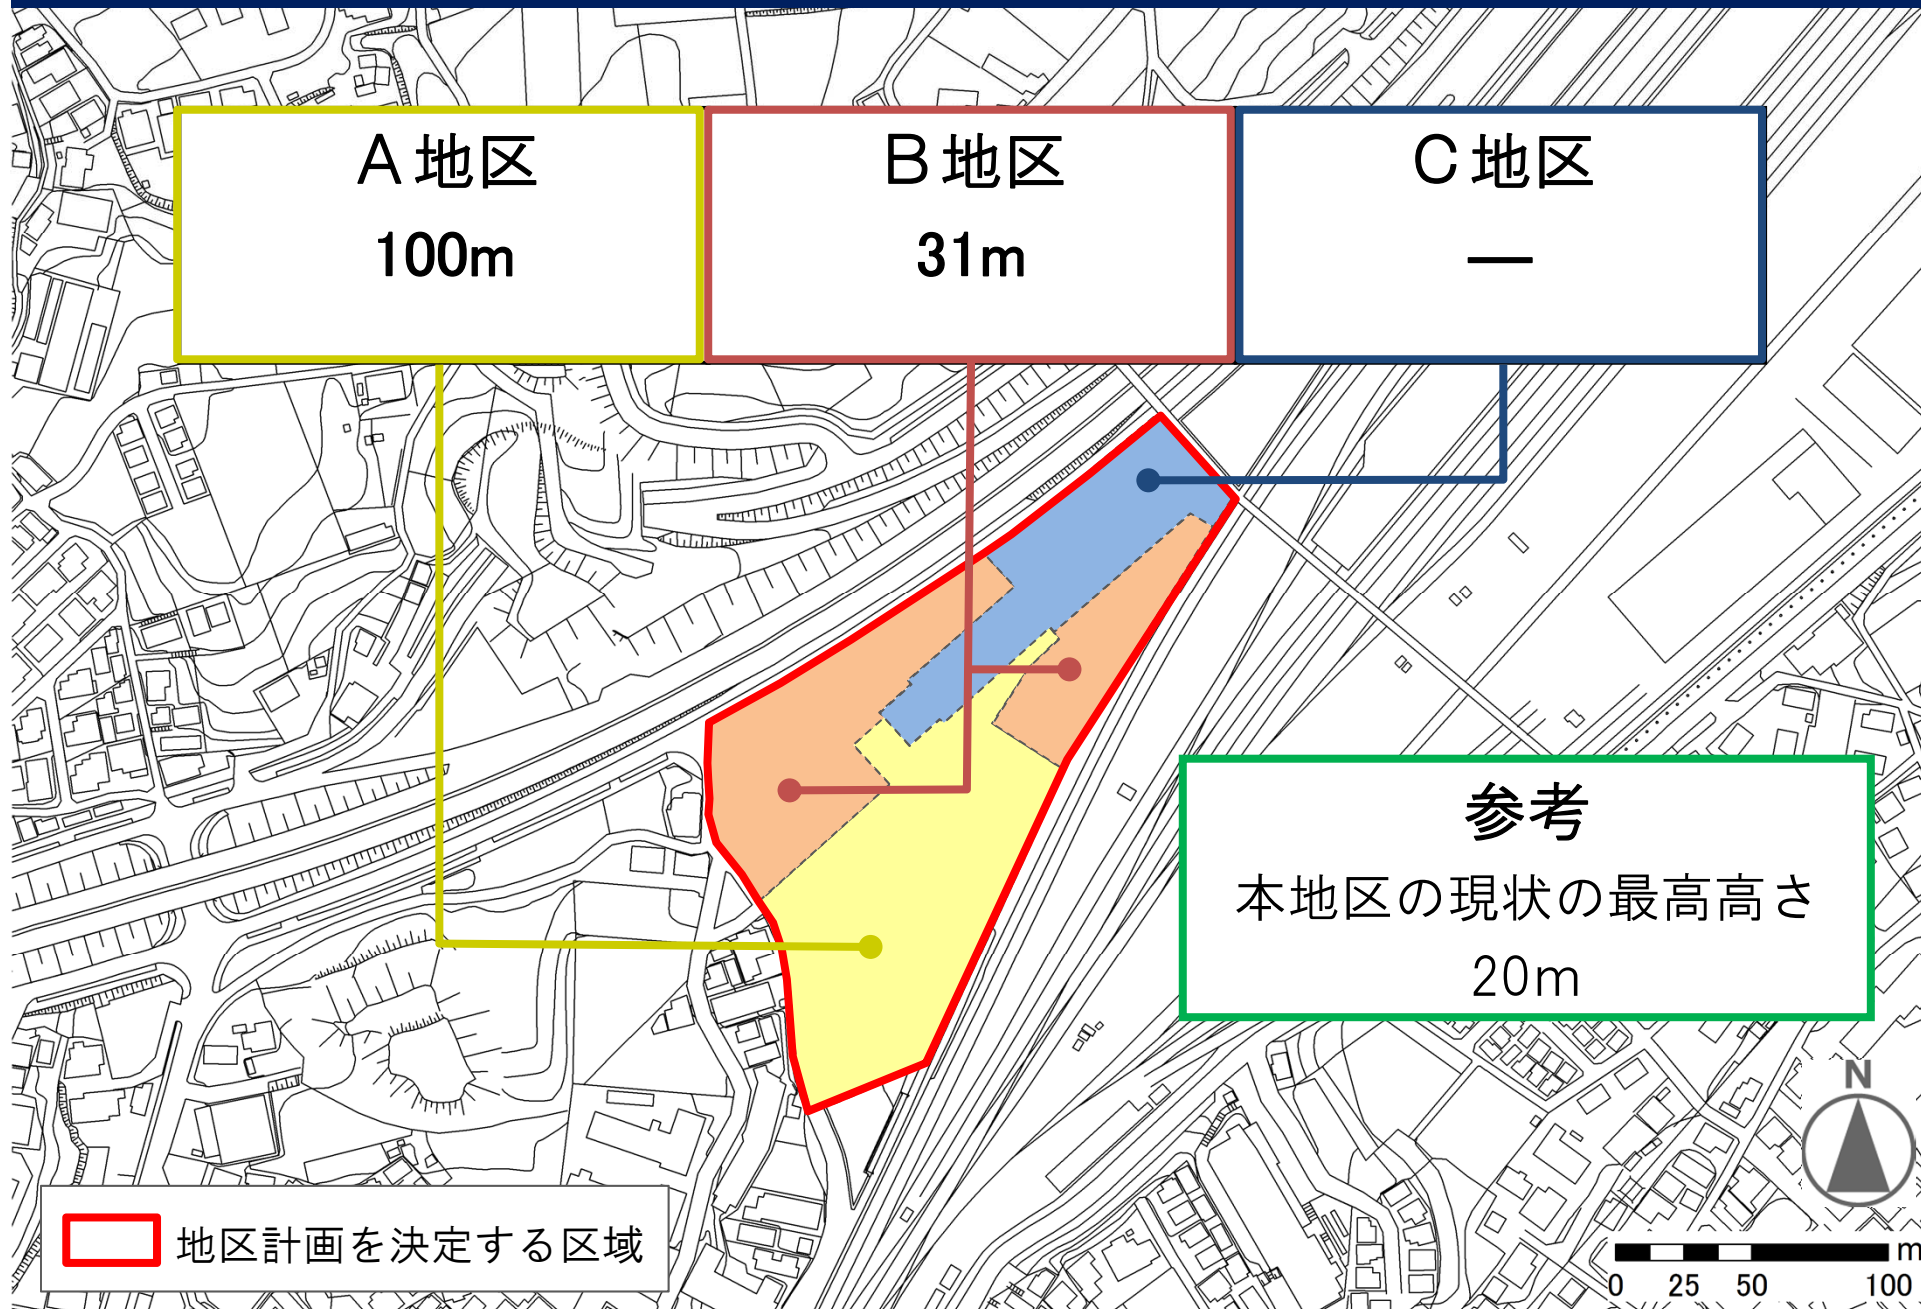 A地区
100m
B地区
31m
C地区
—
参考
本地区の現状の最高高さ
20m
地区計画を決定する区域
N
m
0 25 50 100